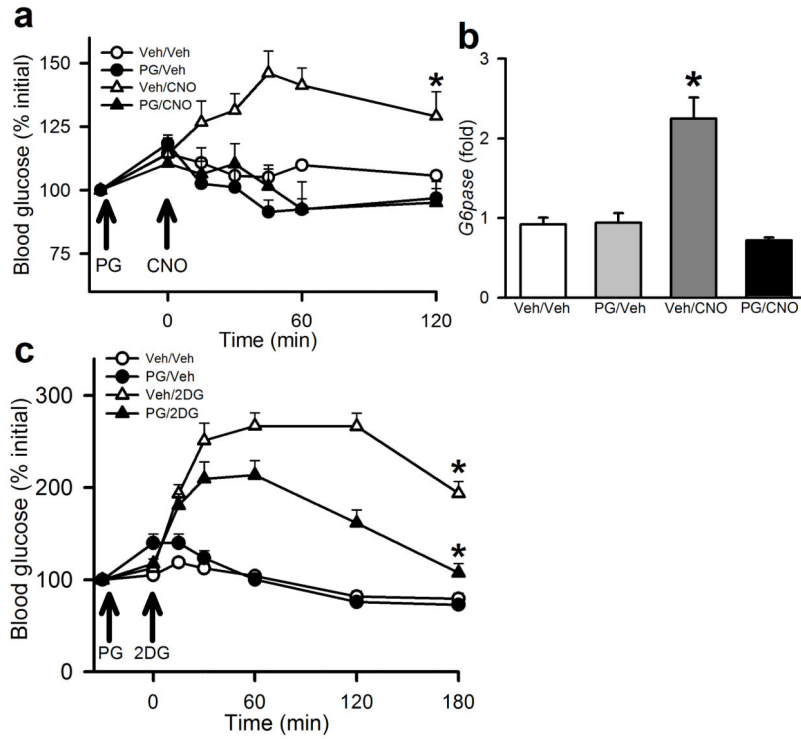 a
Blood glucose (% initial)
150
125
100
75
Veh/Veh
PG/Veh
Veh/CNO
PG/CNO
*
PG
CNO
0
60
120
Time (min)
b
G6pase (fold)
3
2
1
0
*
Veh/Veh
PG/Veh
Veh/CNO
PG/CNO
c
Blood glucose (% initial)
300
200
100
0
Veh/Veh
PG/Veh
Veh/2DG
PG/2DG
*
*
PG
2DG
0
60
120
180
Time (min)